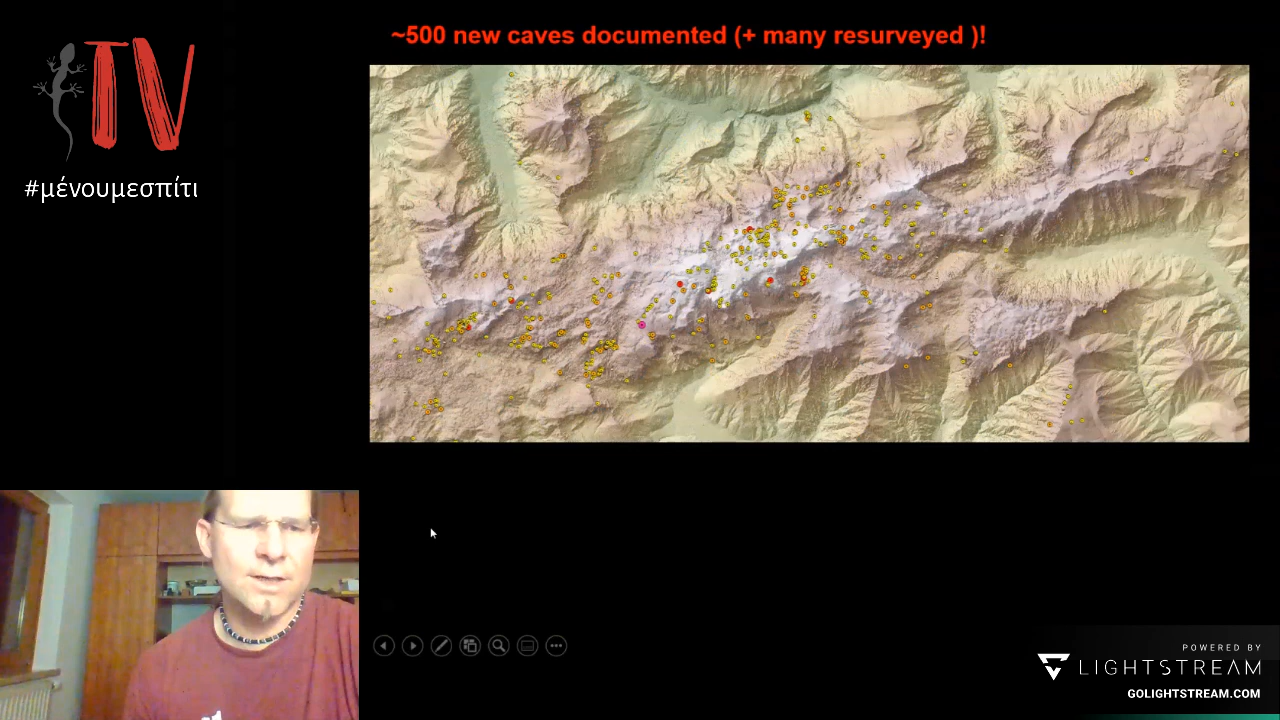 ~500 new caves documented (+ many resurveyed )!
TV
#μένουμεσπίτι
POWERED BY
LIGHTSTREAM
GOLIGHTSTREAM.COM